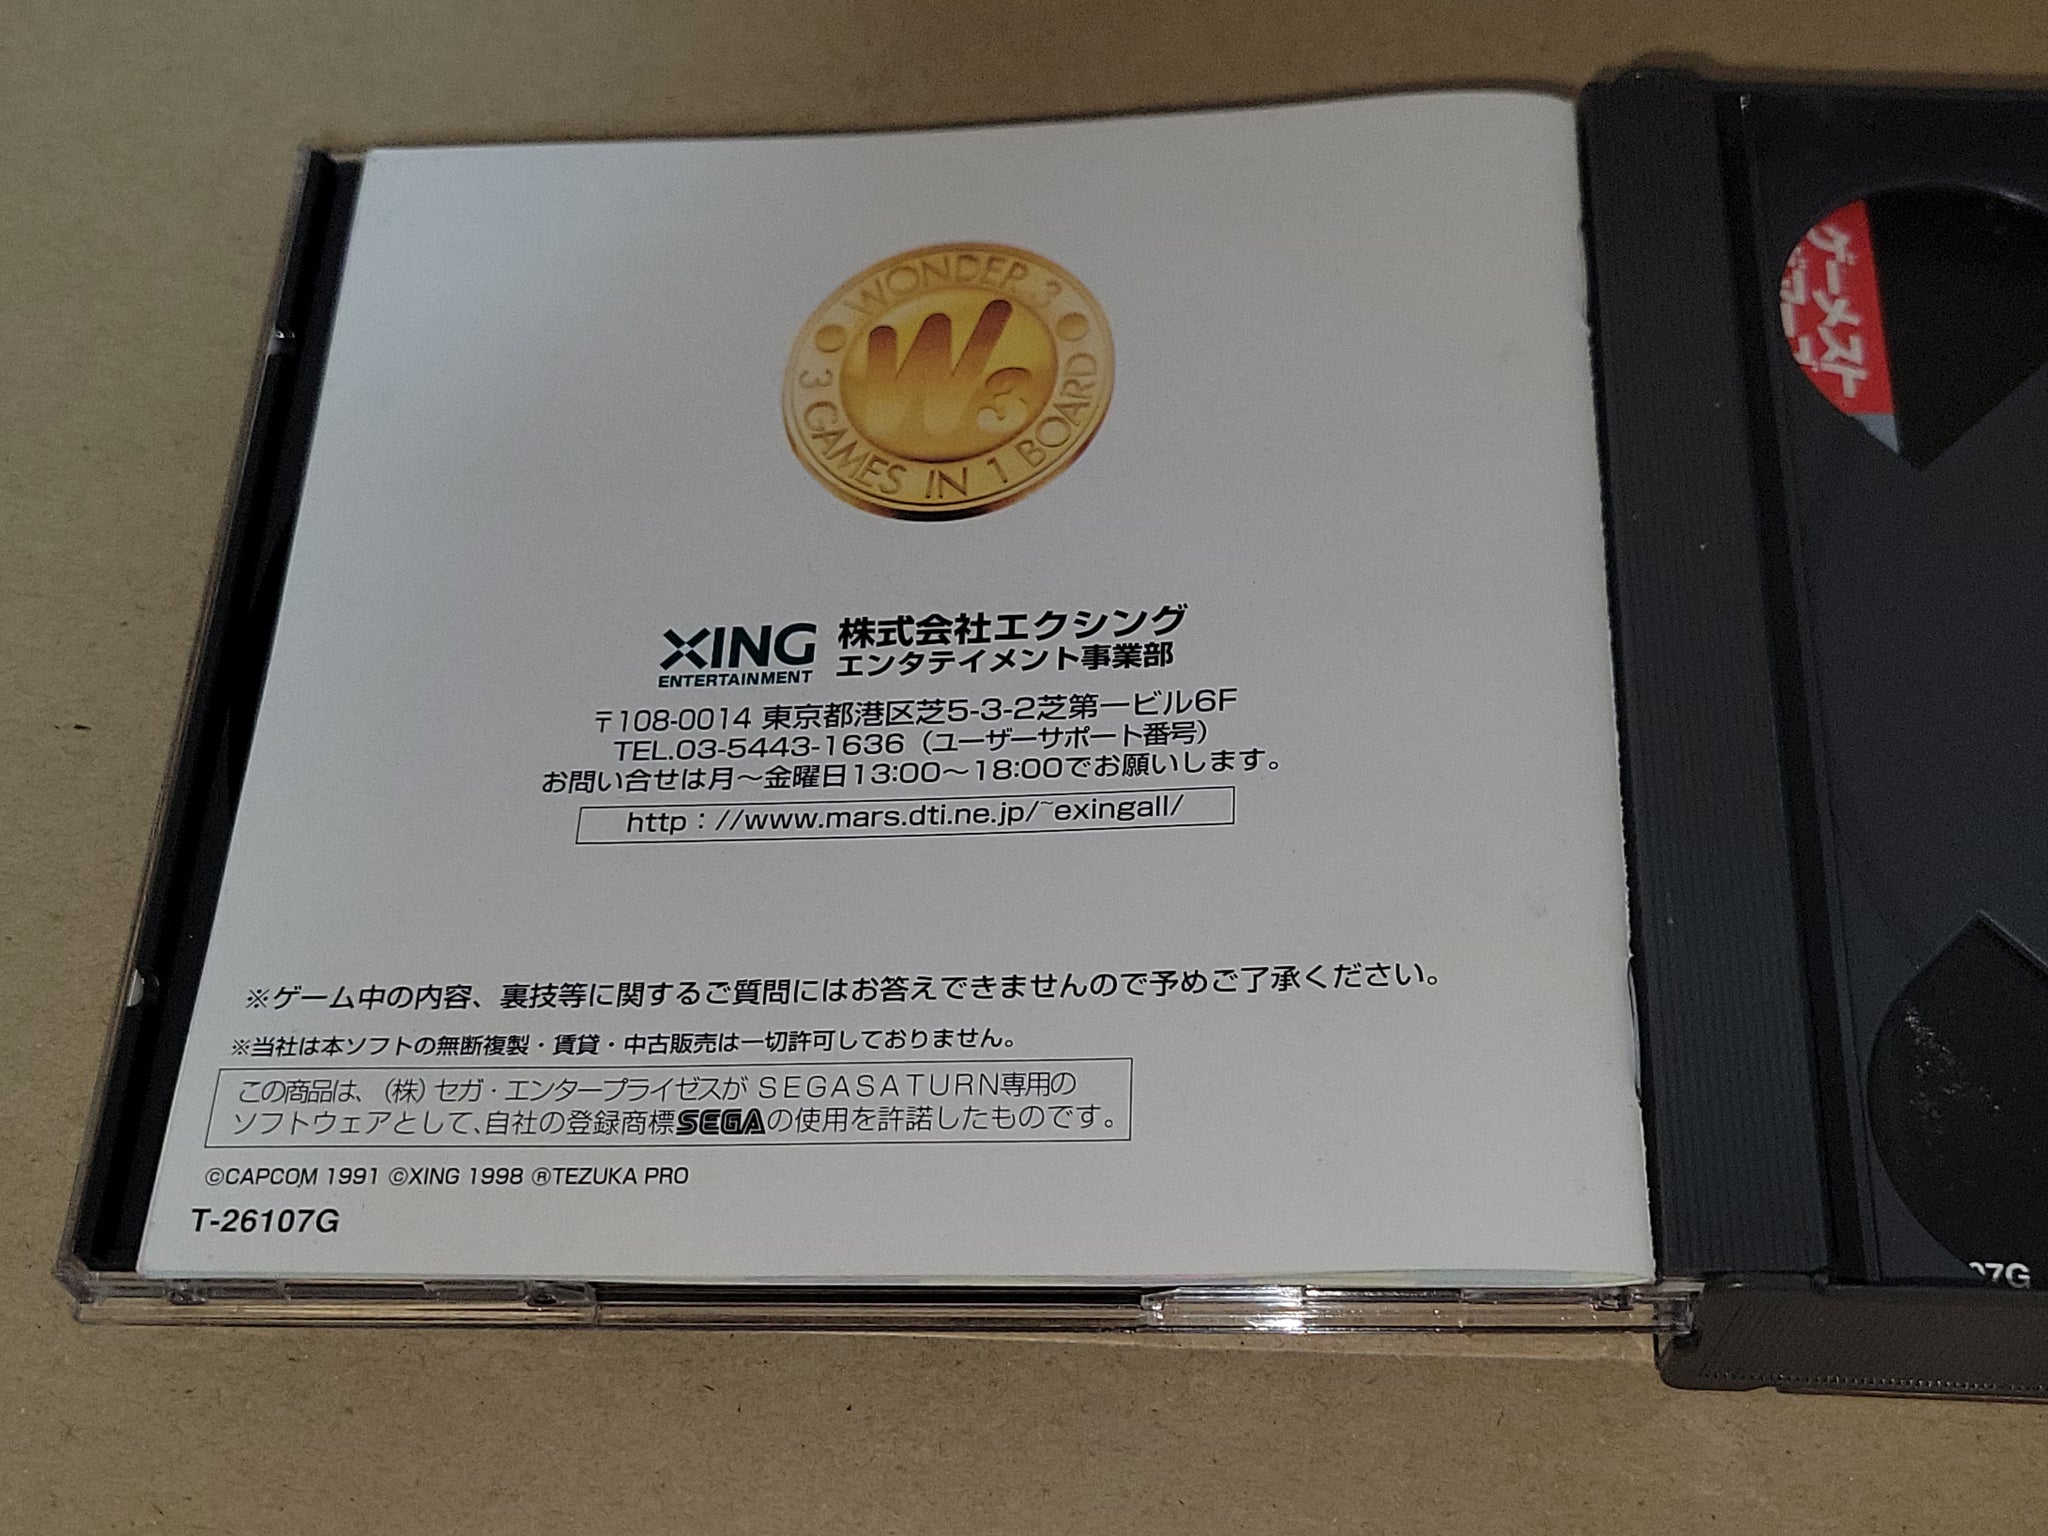 WONDER 3
W3
3 GAMES IN 1 BOARD
XING
ENTERTAINMENT
株式会社エクシング
エンタテイメント事業部
〒108-0014 東京都港区芝5-3-2芝第一ビル6F
TEL.03-5443-1636（ユーザーサポート番号）
お問い合せは月〜金曜日13:00〜18:00でお願いします。
http：//www.mars.dti.ne.jp/~exingall/
※ゲーム中の内容、裏技等に関するご質問にはお答えできませんので予めご了承ください。
※当社は本ソフトの無断複製・賃貸・中古販売は一切許可しておりません。
この商品は、（株）セガ・エンタープライゼスが SEGASATURN専用の
ソフトウェアとして、自社の登録商標SEGAの使用を許諾したものです。
©CAPCOM 1991 ©XING 1998 ®TEZUKA PRO
T-26107G
ゲーメスト
07G